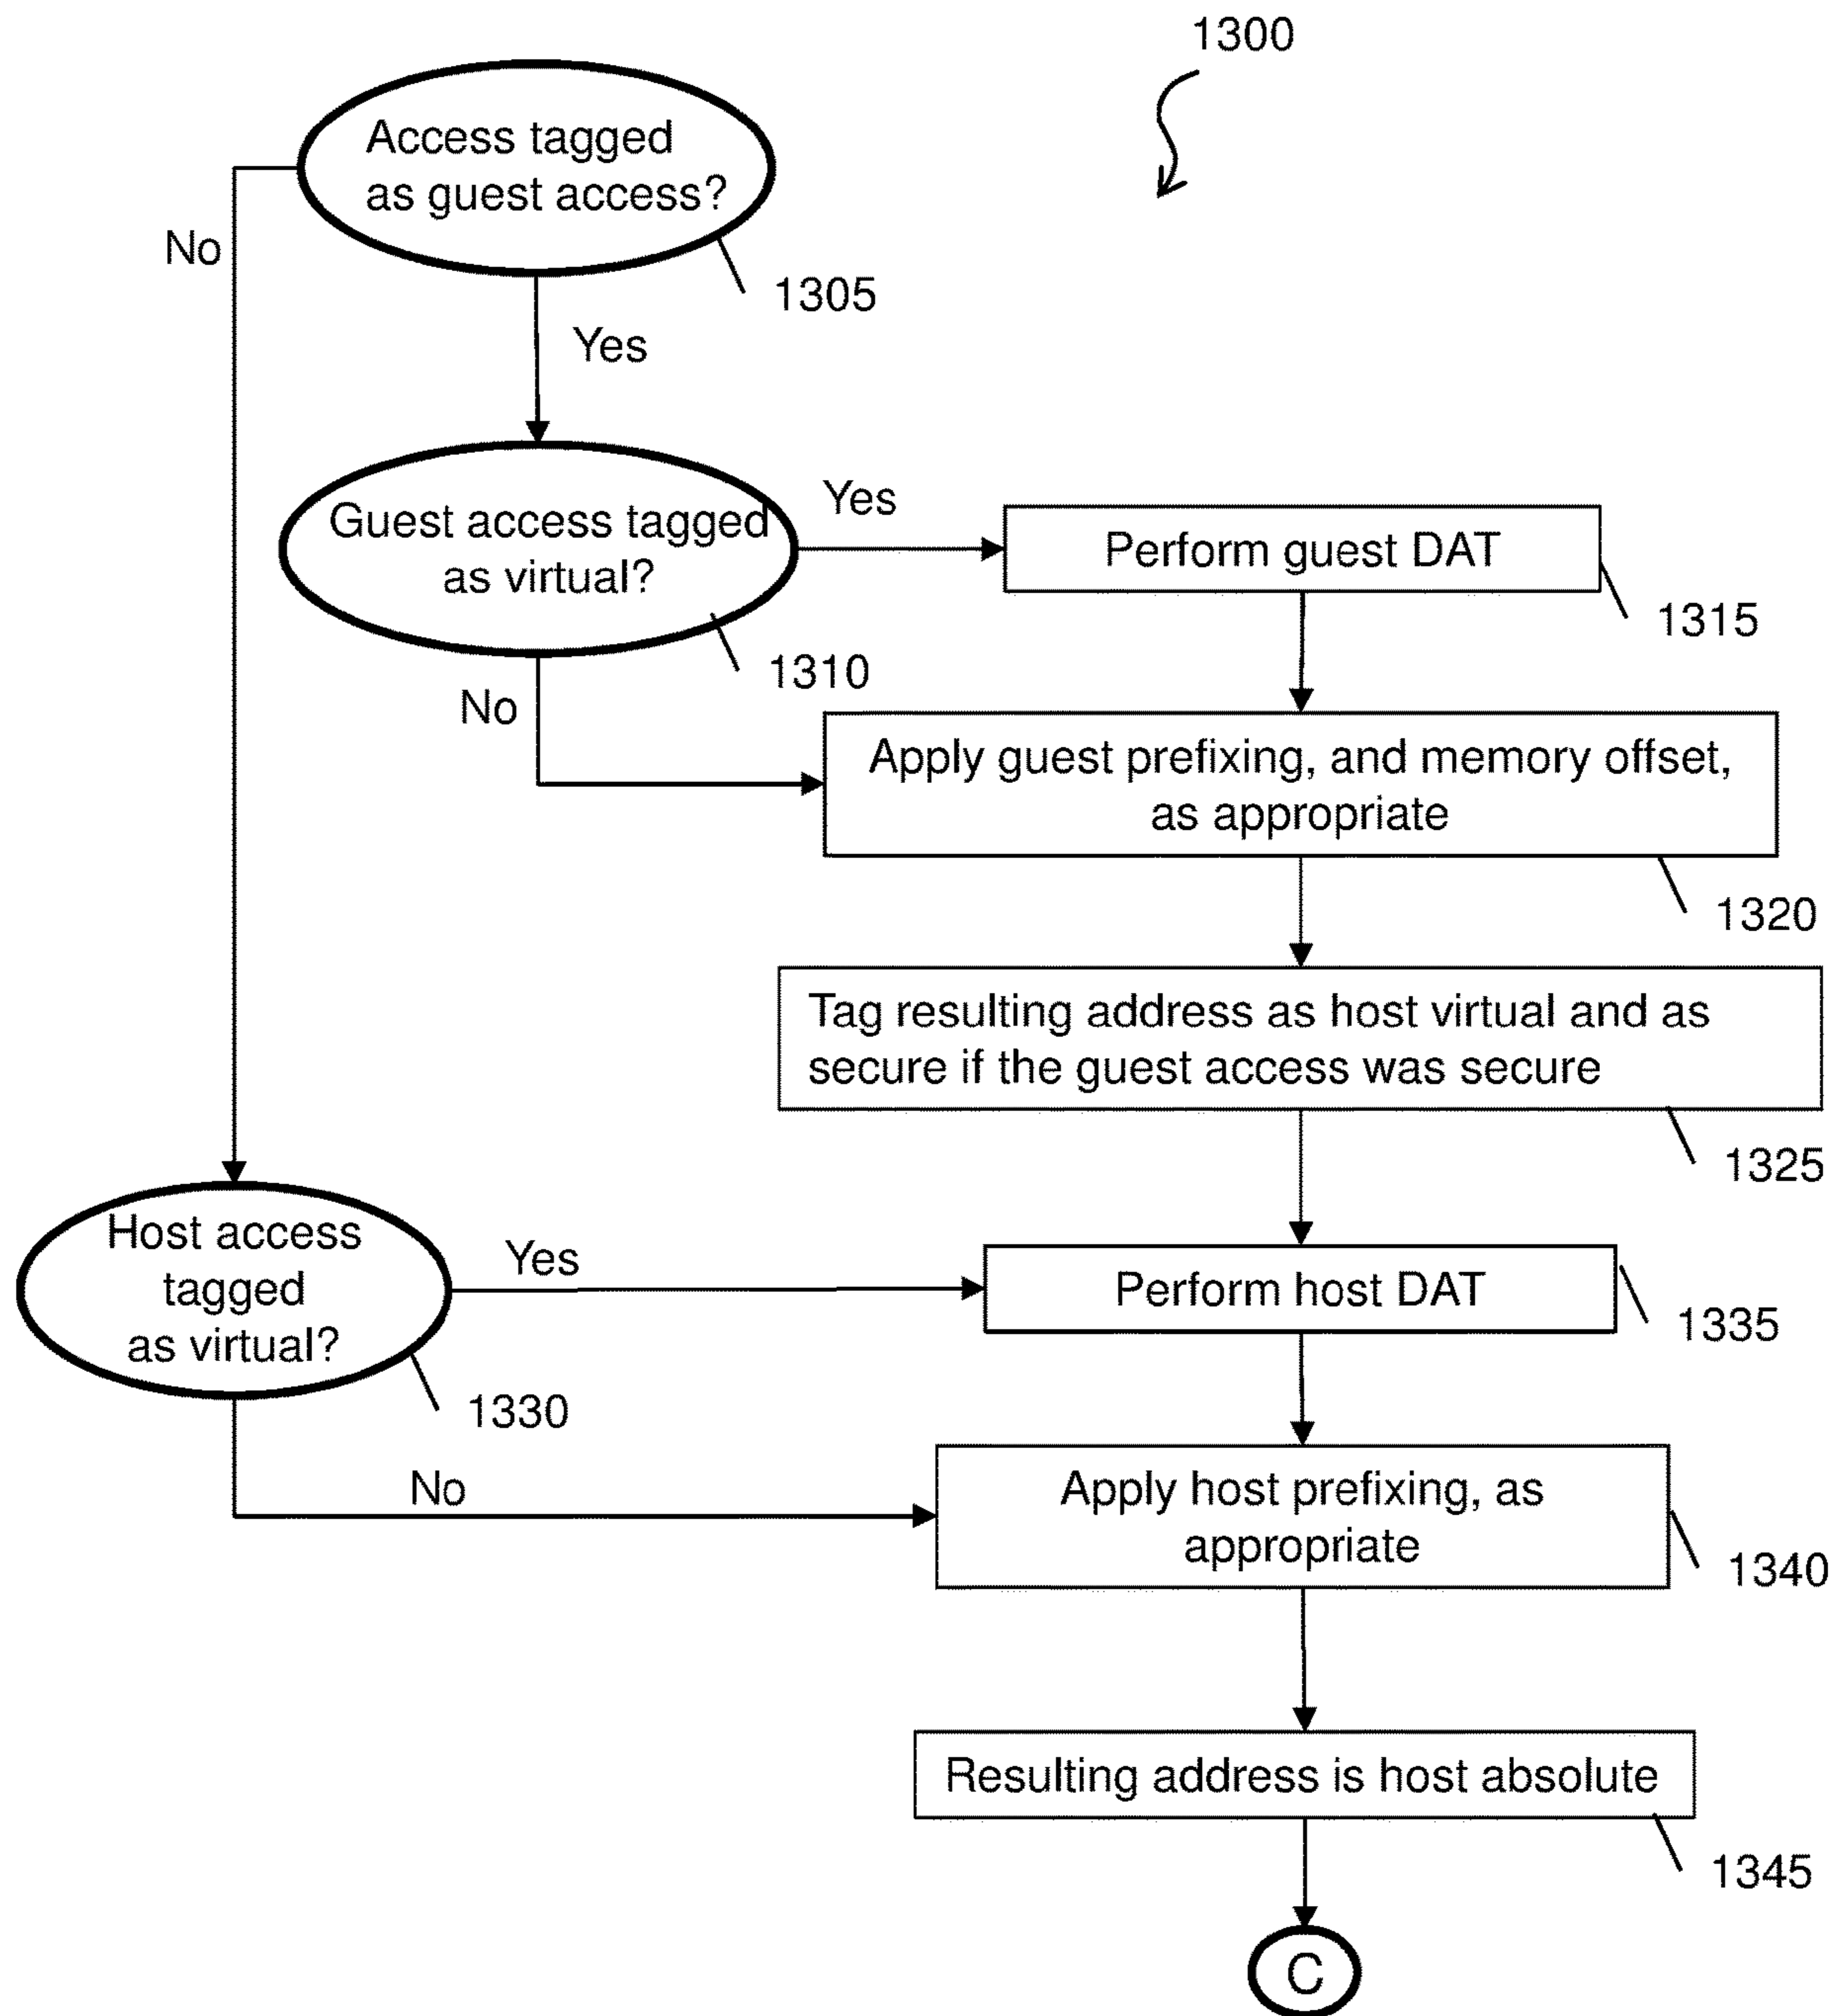 1300
Access tagged
as guest access?
No
1305
Yes
Guest access tagged
as virtual?
Yes
Perform guest DAT
1315
1310
No
Apply guest prefixing, and memory offset,
as appropriate
1320
Tag resulting address as host virtual and as
secure if the guest access was secure
1325
Host access
tagged
as virtual?
Yes
Perform host DAT
1335
1330
No
Apply host prefixing, as
appropriate
1340
Resulting address is host absolute
1345
C